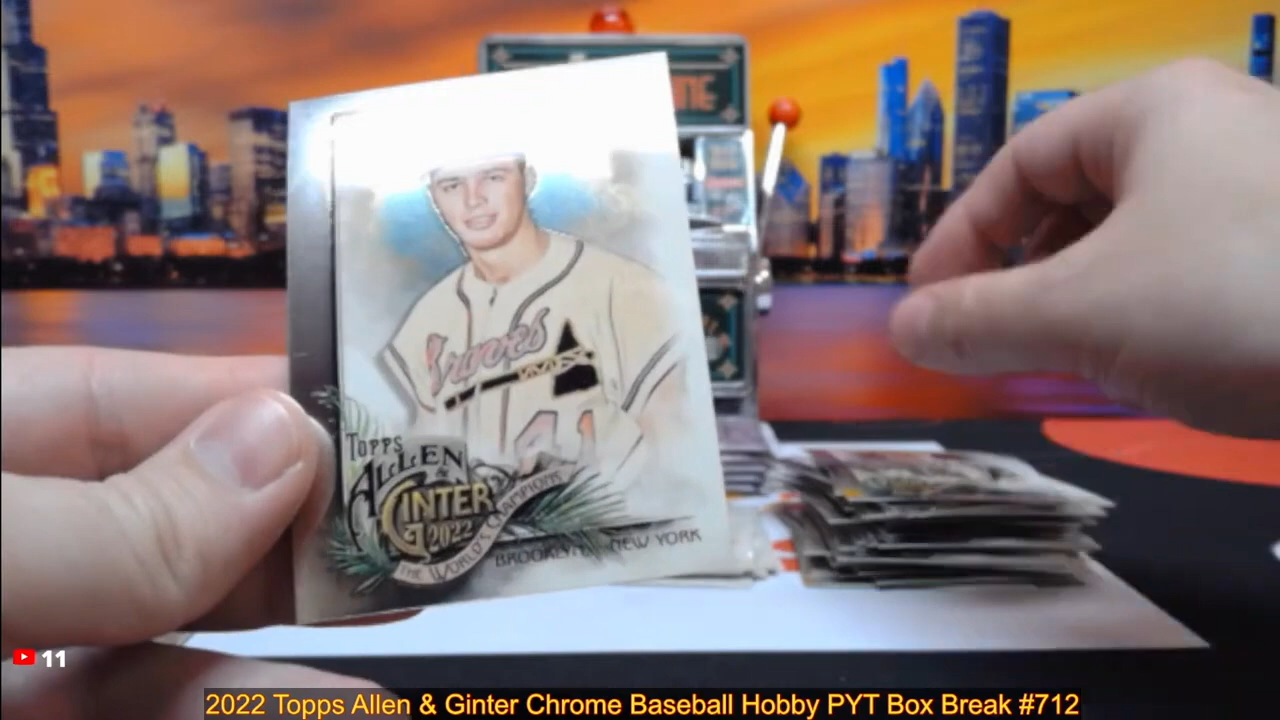 Braves
41
TOPPS
ALLEN
&
GINTER
2022
THE WORLD'S CHAMPIONS
BROOKLYN NEW YORK
11
2022 Topps Allen & Ginter Chrome Baseball Hobby PYT Box Break #712